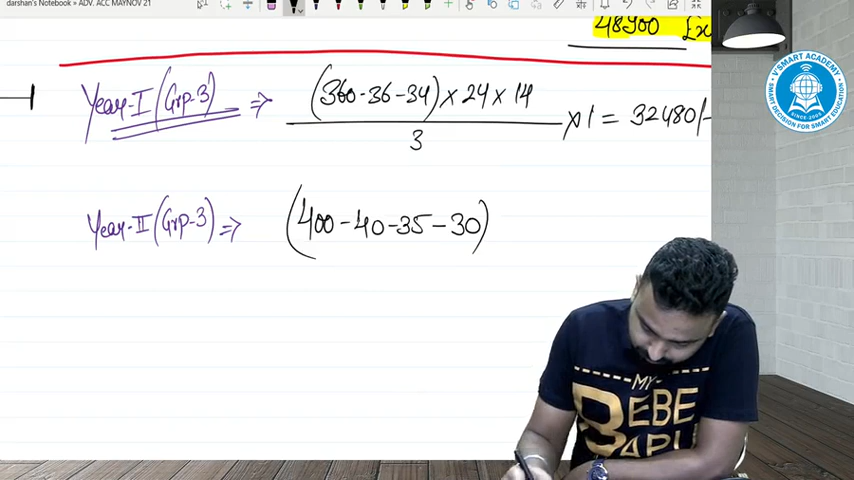 darshan's Notebook » ADV. ACC MAYNOV 21
48900
Year-I (Grp-3) ⇒ (360-36-34) x 24 x 14
3
x 1 = 32480/-
Year-II (Grp-3) ⇒ (400-40-35-30)
V'SMART ACADEMY
SINCE-2003
SMART DECISION FOR SMART EDUCATION
MY
BEBE
BAPU